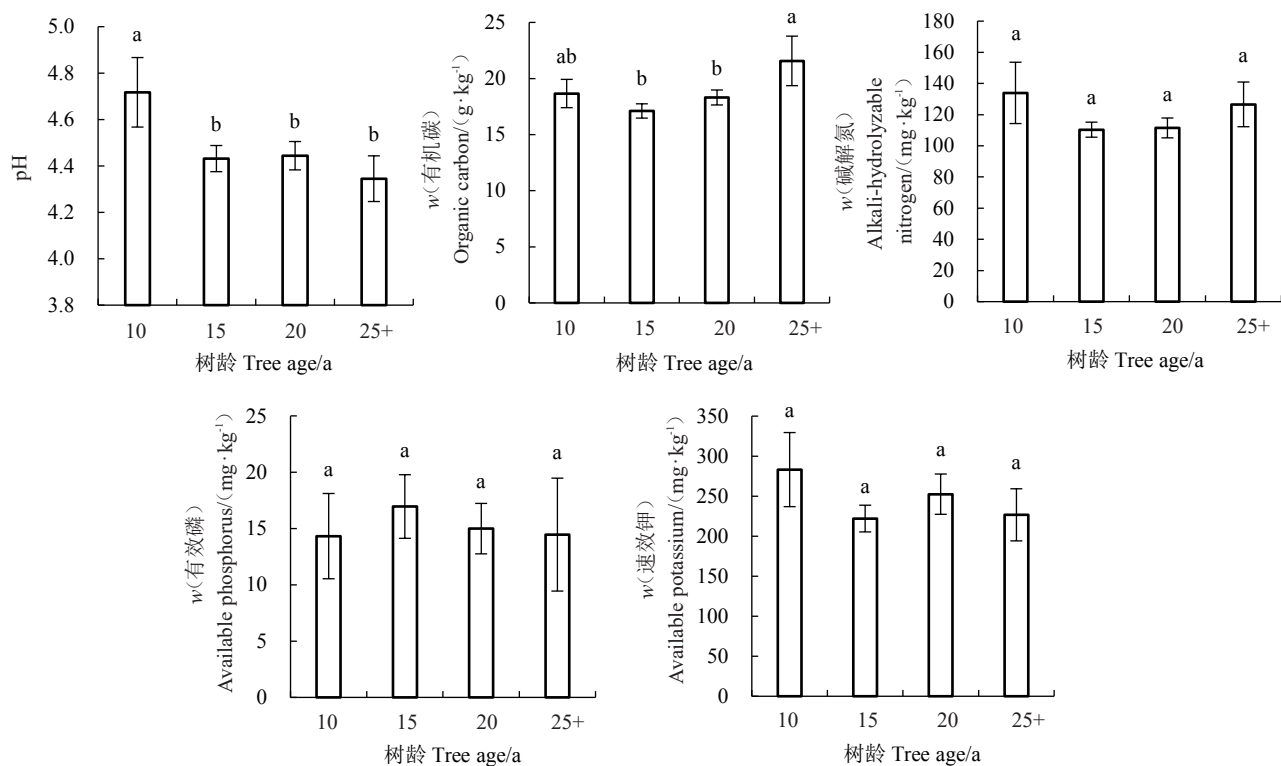 pH
5.0
4.8
4.6
4.4
4.2
4.0
3.8
a
b
b
b
10
15
20
25+
树龄 Tree age/a
w(有机碳)
Organic carbon/(g·kg⁻¹)
25
20
15
10
5
0
ab
b
b
a
10
15
20
25+
树龄 Tree age/a
w(碱解氮)
Alkali-hydrolyzable
nitrogen/(mg·kg⁻¹)
180
160
140
120
100
80
60
40
20
0
a
a
a
a
10
15
20
25+
树龄 Tree age/a
w(有效磷)
Available phosphorus/(mg·kg⁻¹)
25
20
15
10
5
0
a
a
a
a
10
15
20
25+
树龄 Tree age/a
w(速效钾)
Available potassium/(mg·kg⁻¹)
350
300
250
200
150
100
50
0
a
a
a
a
10
15
20
25+
树龄 Tree age/a